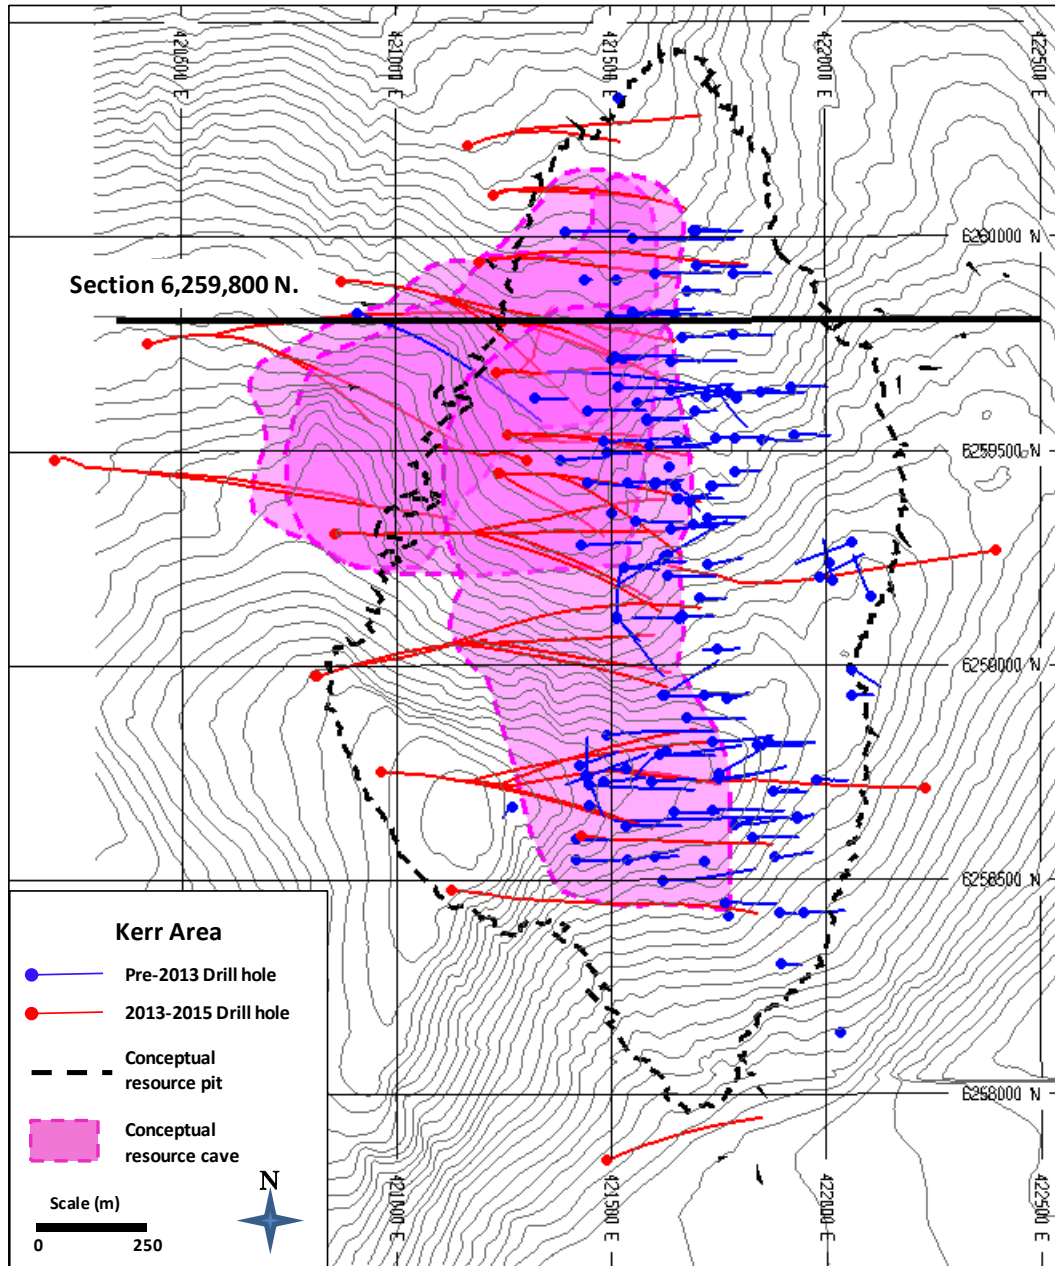 420500 E
421000 E
421500 E
422000 E
422500 E
6260000 N
Section 6,259,800 N.
6259500 N
6259000 N
6258500 N
6258000 N
Kerr Area
Pre-2013 Drill hole
2013-2015 Drill hole
Conceptual
resource pit
Conceptual
resource cave
N
Scale (m)
0 250
421000 E
421500 E
422000 E
422500 E